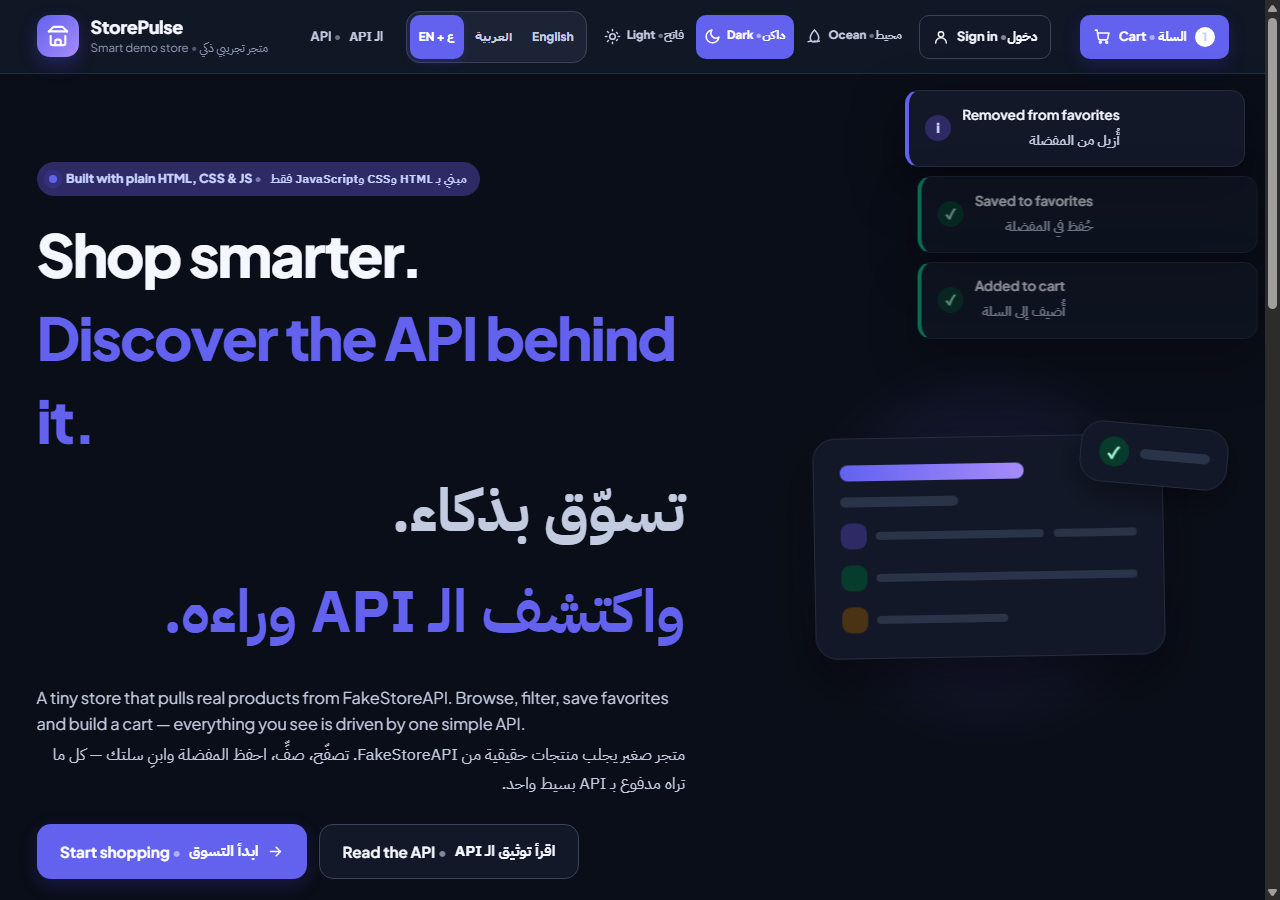 StorePulse
Smart demo store • متجر تجريبي ذكي
API • الـ API
EN + ع
العربية
English
Light • فاتح
Dark • داكن
Ocean • محيط
Sign in • دخول
Cart • السلة 1
Removed from favorites
أُزيل من المفضلة
Saved to favorites
حُفظ في المفضلة
Added to cart
أُضيف إلى السلة
Built with plain HTML, CSS & JS • مبني بـ HTML وCSS وJavaScript فقط
Shop smarter.
Discover the API behind
it.
تسوّق بذكاء.
واكتشف الـ API وراءه.
A tiny store that pulls real products from FakeStoreAPI. Browse, filter, save favorites
and build a cart — everything you see is driven by one simple API.
متجر صغير يجلب منتجات حقيقية من FakeStoreAPI. تصفّح، صفِّ، احفظ المفضلة وابنِ سلتك — كل ما
تراه مدفوع بـ API بسيط واحد.
Start shopping • ابدأ التسوق →
Read the API • اقرأ توثيق الـ API